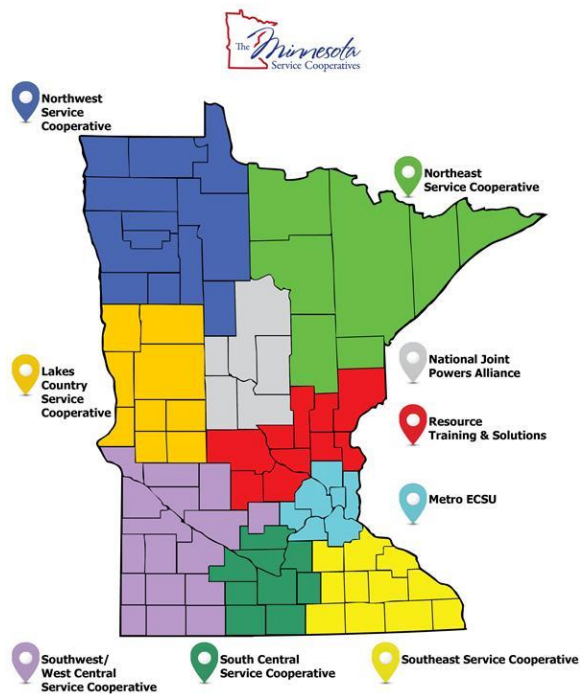 The Minnesota
Service Cooperatives
Northwest
Service
Cooperative
Northeast
Service Cooperative
Lakes
Country
Service
Cooperative
National Joint
Powers Alliance
Resource
Training & Solutions
Metro ECSU
Southwest/
West Central
Service Cooperative
South Central
Service Cooperative
Southeast Service Cooperative